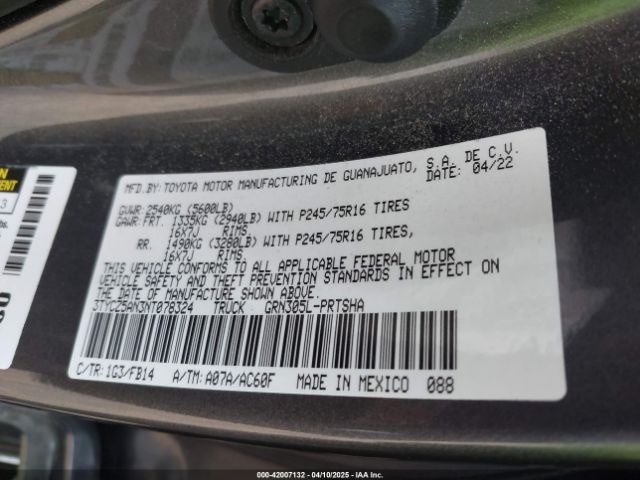 MFD.BY:TOYOTA MOTOR MANUFACTURING DE GUANAJUATO, S.A. DE C.V.
DATE: 04/22
GVWR:2540KG (5600LB)
GAWR:FRT. 1335KG (2940LB) WITH P245/75R16 TIRES
16X7J RIMS
RR. 1490KG (3280LB) WITH P245/75R16 TIRES,
16X7J RIMS.
THIS VEHICLE CONFORMS TO ALL APPLICABLE FEDERAL MOTOR
VEHICLE SAFETY AND THEFT PREVENTION STANDARDS IN EFFECT ON
THE DATE OF MANUFACTURE SHOWN ABOVE.
3TYCZ5AN3NT078324 TRUCK GRN305L-PRTSHA
C/TR:1G3/FB14 A/TM:A07A/AC60F MADE IN MEXICO 088
000-42007132 - 04/10/2025 - IAA Inc.